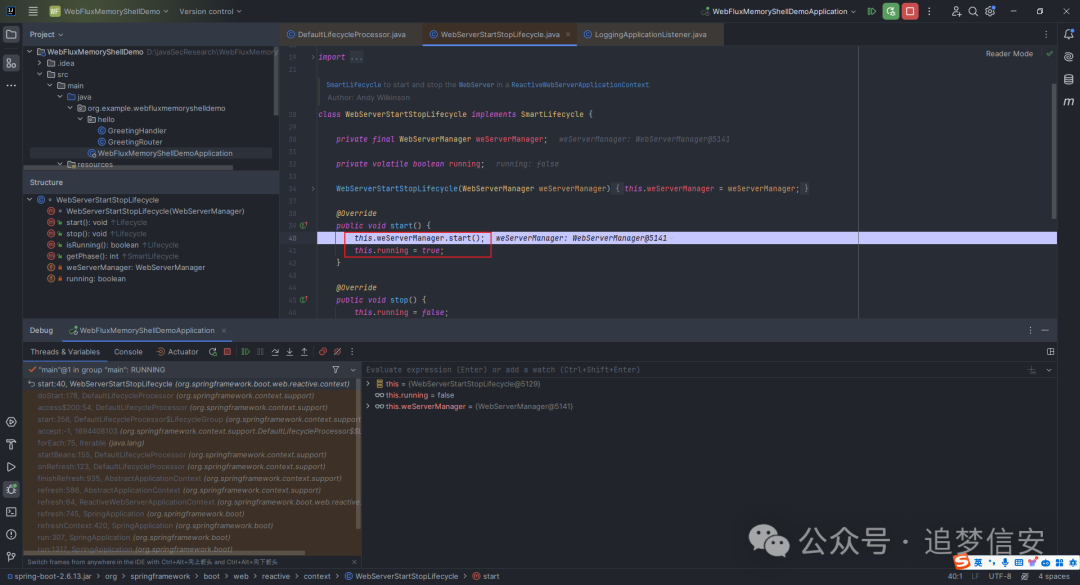 WebFluxMemoryShellDemo
Version control
WebFluxMemoryShellDemoApplication
Project
DefaultLifecycleProcessor.java
WebServerStartStopLifecycle.java
LoggingApplicationListener.java
WebFluxMemoryShellDemo D:\javaSecResearch\WebFluxMemory
.idea
src
main
java
org.example.webfluxmemoryshelldemo
hello
GreetingHandler
GreetingRouter
WebFluxMemoryShellDemoApplication
resources
Structure
WebServerStartStopLifecycle
WebServerStartStopLifecycle(WebServerManager)
start(): void ↑Lifecycle
stop(): void ↑Lifecycle
isRunning(): boolean ↑Lifecycle
getPhase(): int ↑SmartLifecycle
weServerManager: WebServerManager
running: boolean
Reader Mode
19 import ...
21
SmartLifecycle to start and stop the WebServer in a ReactiveWebServerApplicationContext
Author: Andy Wilkinson
28 class WebServerStartStopLifecycle implements SmartLifecycle {
29
30 private final WebServerManager weServerManager; weServerManager: WebServerManager@5141
31
32 private volatile boolean running; running: false
33
34 WebServerStartStopLifecycle(WebServerManager weServerManager) { this.weServerManager = weServerManager; }
37
38 @Override
39 public void start() {
40 this.weServerManager.start(); weServerManager: WebServerManager@5141
41 this.running = true;
42 }
43
44 @Override
45 public void stop() {
46 this.running = false;
Debug
WebFluxMemoryShellDemoApplication
Threads & Variables
Console
Actuator
"main"@1 in group "main": RUNNING
start:40, WebServerStartStopLifecycle (org.springframework.boot.web.reactive.context)
doStart:178, DefaultLifecycleProcessor (org.springframework.context.support)
access$200:54, DefaultLifecycleProcessor (org.springframework.context.support)
start:356, DefaultLifecycleProcessor$LifecycleGroup (org.springframework.context.support
accept:-1, 1694408103 (org.springframework.context.support.DefaultLifecycleProcessor$$L
forEach:75, Iterable (java.lang)
startBeans:155, DefaultLifecycleProcessor (org.springframework.context.support)
onRefresh:123, DefaultLifecycleProcessor (org.springframework.context.support)
finishRefresh:935, AbstractApplicationContext (org.springframework.context.support)
refresh:586, AbstractApplicationContext (org.springframework.context.support)
refresh:64, ReactiveWebServerApplicationContext (org.springframework.boot.web.reactive
refresh:745, SpringApplication (org.springframework.boot)
refreshContext:420, SpringApplication (org.springframework.boot)
run:307, SpringApplication (org.springframework.boot)
run:1317, SpringApplication (org.springframework.boot)
Switch frames from anywhere in the IDE with Ctrl+Alt+向上箭头 and Ctrl+Alt+向下箭头
Evaluate expression (Enter) or add a watch (Ctrl+Shift+Enter)
this = {WebServerStartStopLifecycle@5129}
this.running = false
this.weServerManager = {WebServerManager@5141}
公众号 · 追梦信安
英
spring-boot-2.6.13.jar
org
springframework
boot
web
reactive
context
WebServerStartStopLifecycle
start
40:1
LF
UTF-8
4 spaces